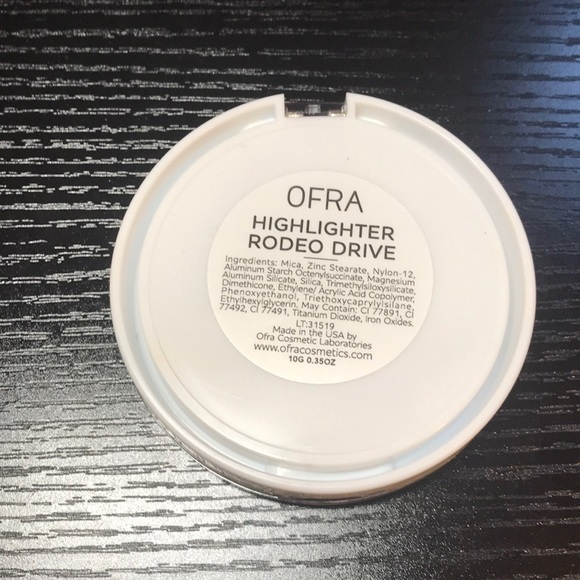 OFRA
HIGHLIGHTER
RODEO DRIVE
Ingredients: Mica, Zinc Stearate, Nylon-12,
Aluminum Starch Octenylsuccinate, Magnesium
Aluminum Silicate, Silica, Trimethylsiloxysilicate,
Dimethicone, Ethylene/ Acrylic Acid Copolymer,
Phenoxyethanol, Triethoxycaprylylsilane,
Ethylhexylglycerin. May Contain: CI 77891, CI
77492, CI 77491, Titanium Dioxide, Iron Oxides.
LT:31519
Made in the USA by
Ofra Cosmetic Laboratories
www.ofracosmetics.com
10G 0.35OZ